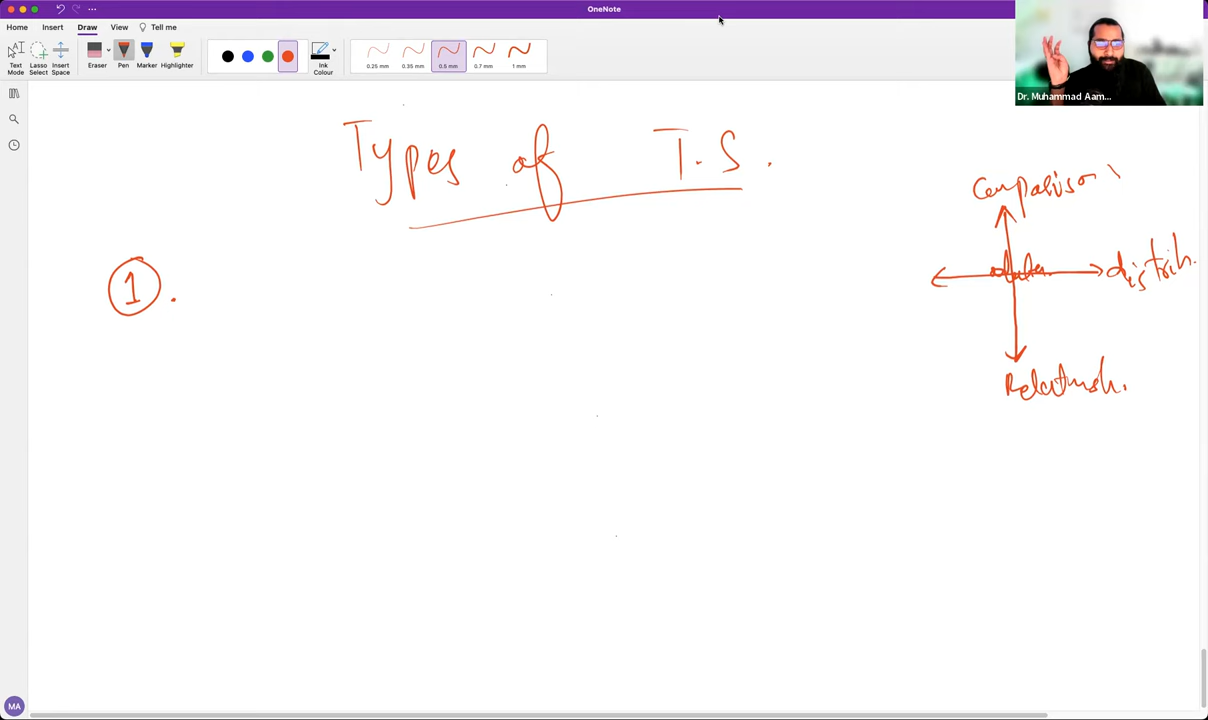 OneNote
Home Insert Draw View Tell me
Text Mode Lasso Select Insert Space Eraser Pen Marker Highlighter Ink Colour 0.25 mm 0.35 mm 0.5 mm 0.7 mm 1 mm
Dr. Muhammad Aam...
Types of T.S.
Comparison
distrib.
1.
Relationsh.
MA